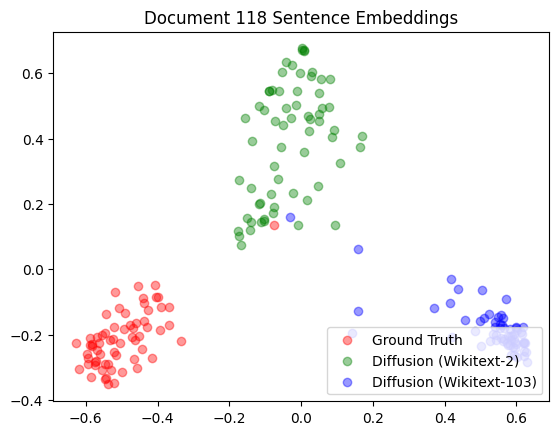 Document 118 Sentence Embeddings
0.6
0.4
0.2
0.0
−0.2
−0.4
Ground Truth
Diffusion (Wikitext-2)
Diffusion (Wikitext-103)
−0.6 −0.4 −0.2 0.0 0.2 0.4 0.6